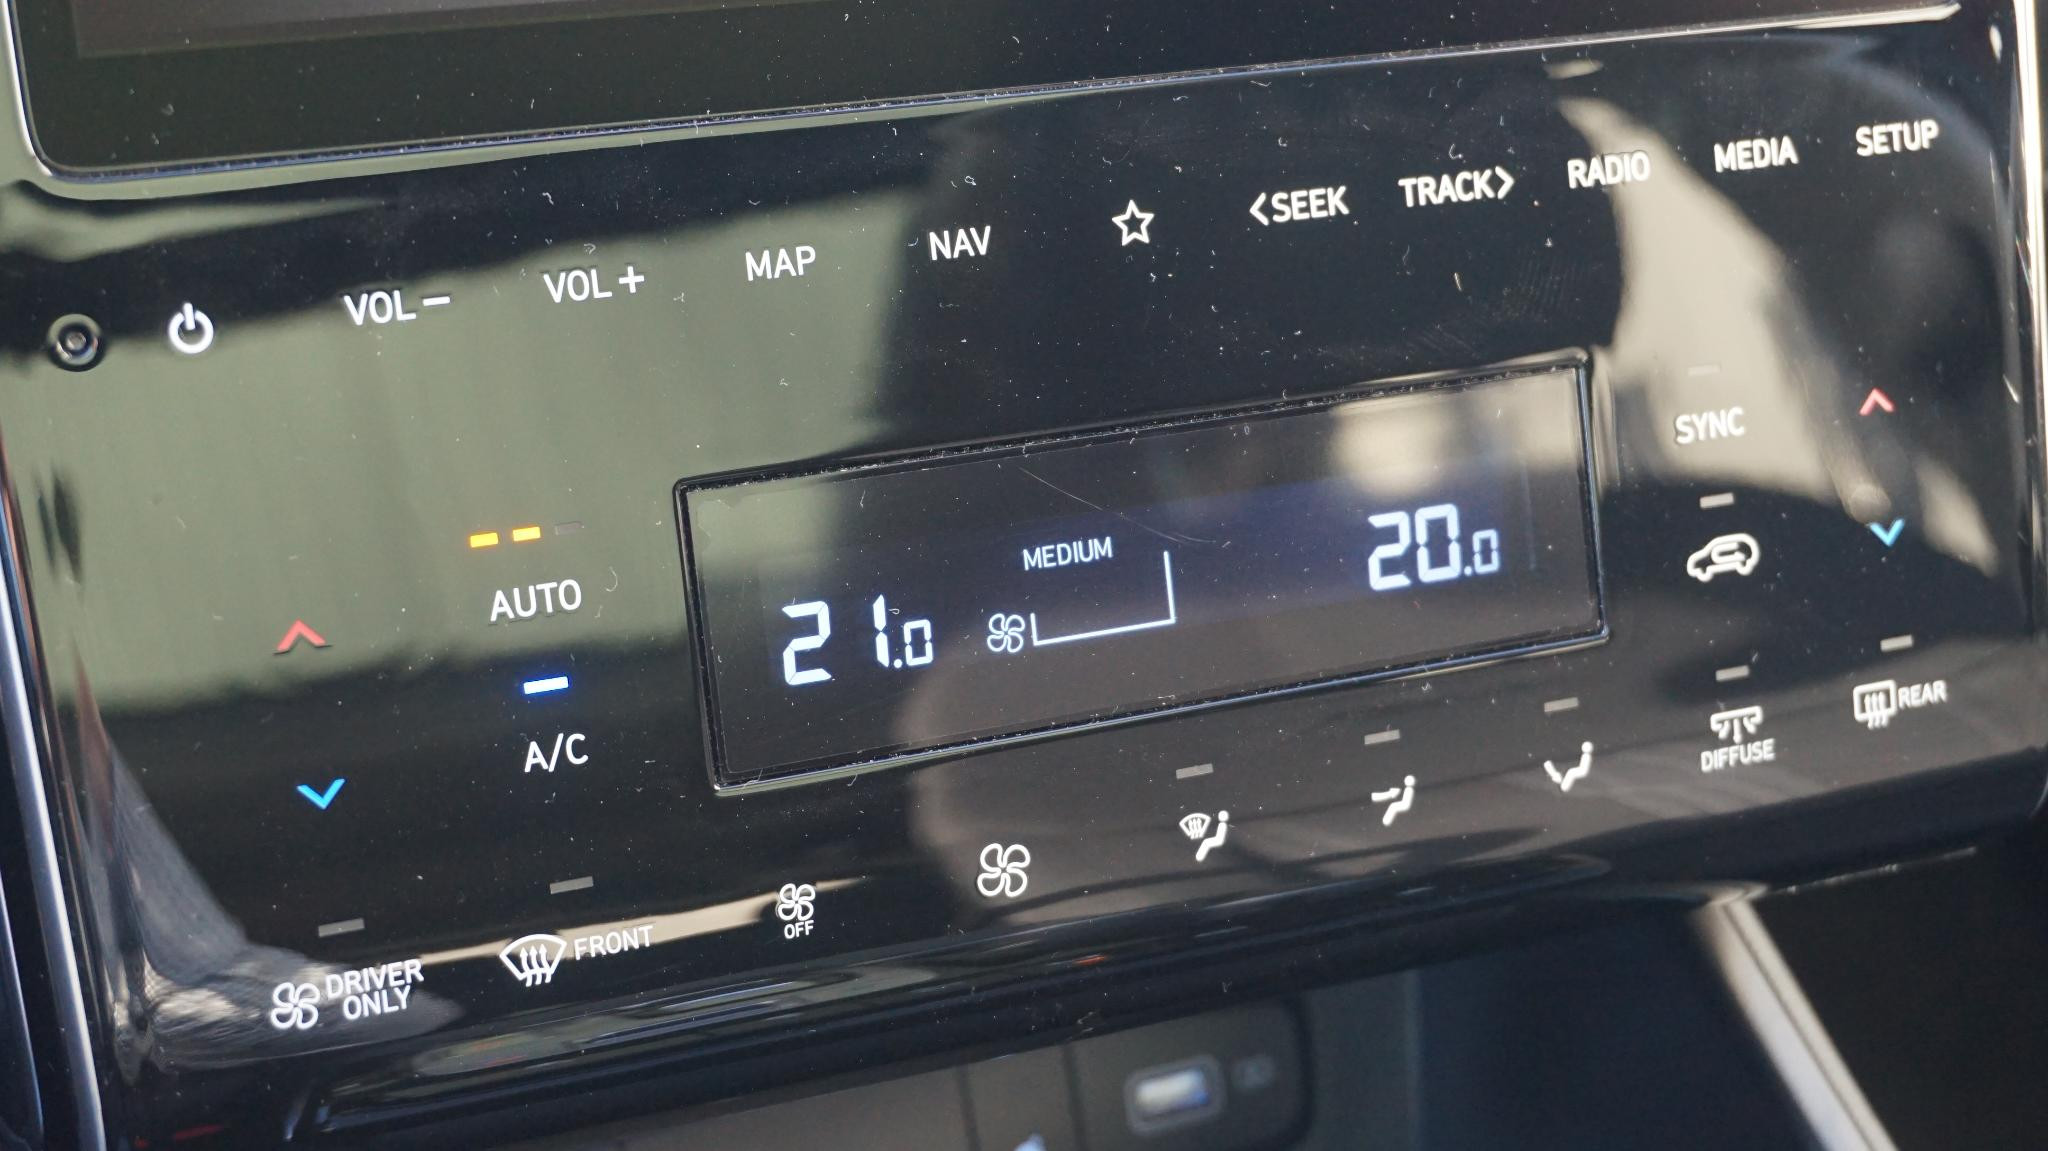 VOL −
VOL +
MAP
NAV
<SEEK
TRACK>
RADIO
MEDIA
SETUP
AUTO
A/C
21.0
MEDIUM
20.0
SYNC
DRIVER
ONLY
FRONT
OFF
DIFFUSE
REAR